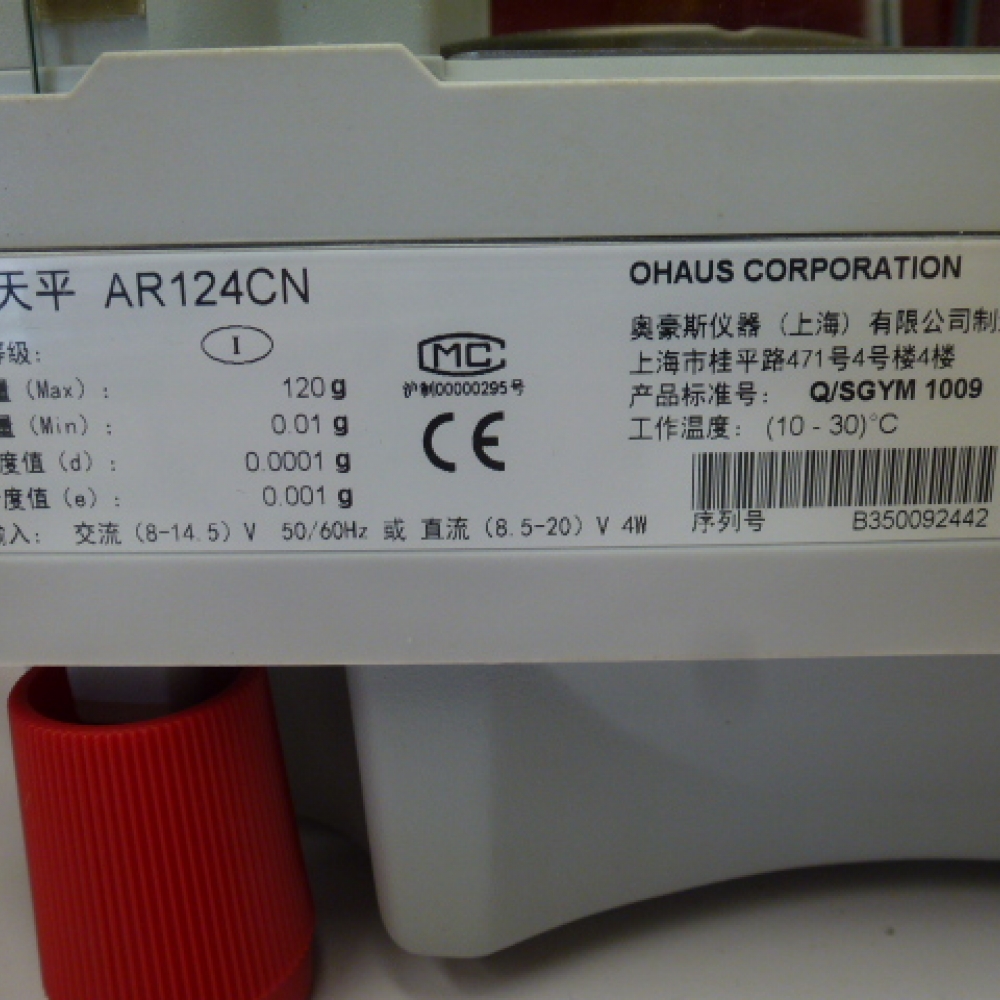 天平 AR124CN
等级: I
量 (Max) : 120 g
量 (Min) : 0.01 g
度值 (d) : 0.0001 g
度值 (e) : 0.001 g
输入: 交流 (8-14.5) V 50/60Hz 或 直流 (8.5-20) V 4W
MC
沪制00000295号
CE
OHAUS CORPORATION
奥豪斯仪器 (上海) 有限公司制
上海市桂平路471号4号楼4楼
产品标准号: Q/SGYM 1009
工作温度: (10 - 30)°C
序列号 B350092442